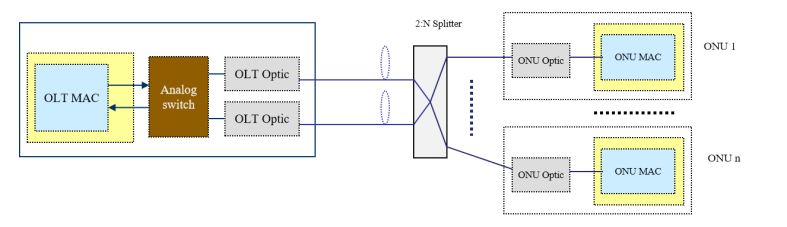 2:N Splitter
OLT MAC
Analog
switch
OLT Optic
OLT Optic
ONU Optic
ONU MAC
ONU 1
ONU Optic
ONU MAC
ONU n